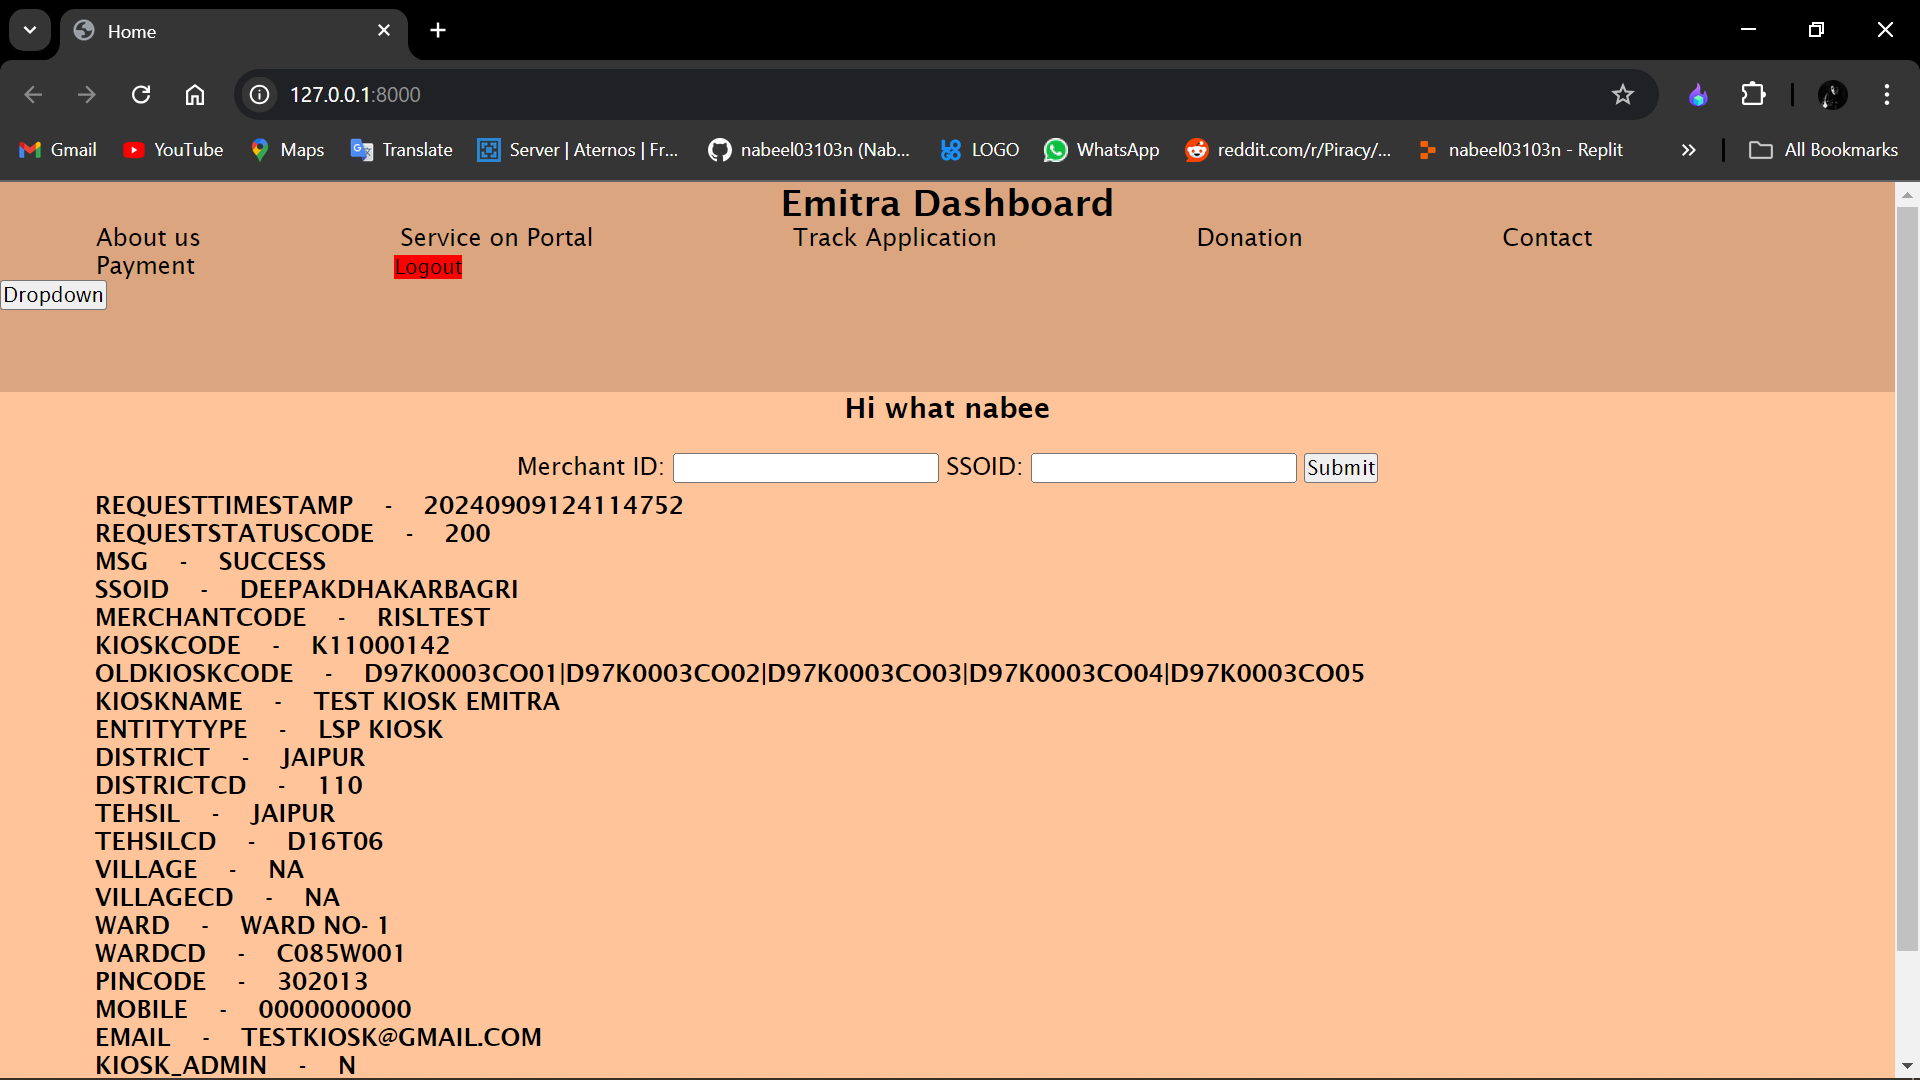 Home
127.0.0.1:8000
Gmail YouTube Maps Translate Server | Aternos | Fr... nabeel03103n (Nab... LOGO WhatsApp reddit.com/r/Piracy/... nabeel03103n - Replit » All Bookmarks
Emitra Dashboard
About us Service on Portal Track Application Donation Contact
Payment Logout
Dropdown
Hi what nabee
Merchant ID: SSOID: Submit
REQUESTTIMESTAMP - 20240909124114752
REQUESTSTATUSCODE - 200
MSG - SUCCESS
SSOID - DEEPAKDHAKARBAGRI
MERCHANTCODE - RISLTEST
KIOSKCODE - K11000142
OLDKIOSKCODE - D97K0003CO01|D97K0003CO02|D97K0003CO03|D97K0003CO04|D97K0003CO05
KIOSKNAME - TEST KIOSK EMITRA
ENTITYTYPE - LSP KIOSK
DISTRICT - JAIPUR
DISTRICTCD - 110
TEHSIL - JAIPUR
TEHSILCD - D16T06
VILLAGE - NA
VILLAGECD - NA
WARD - WARD NO- 1
WARDCD - C085W001
PINCODE - 302013
MOBILE - 0000000000
EMAIL - TESTKIOSK@GMAIL.COM
KIOSK_ADMIN - N